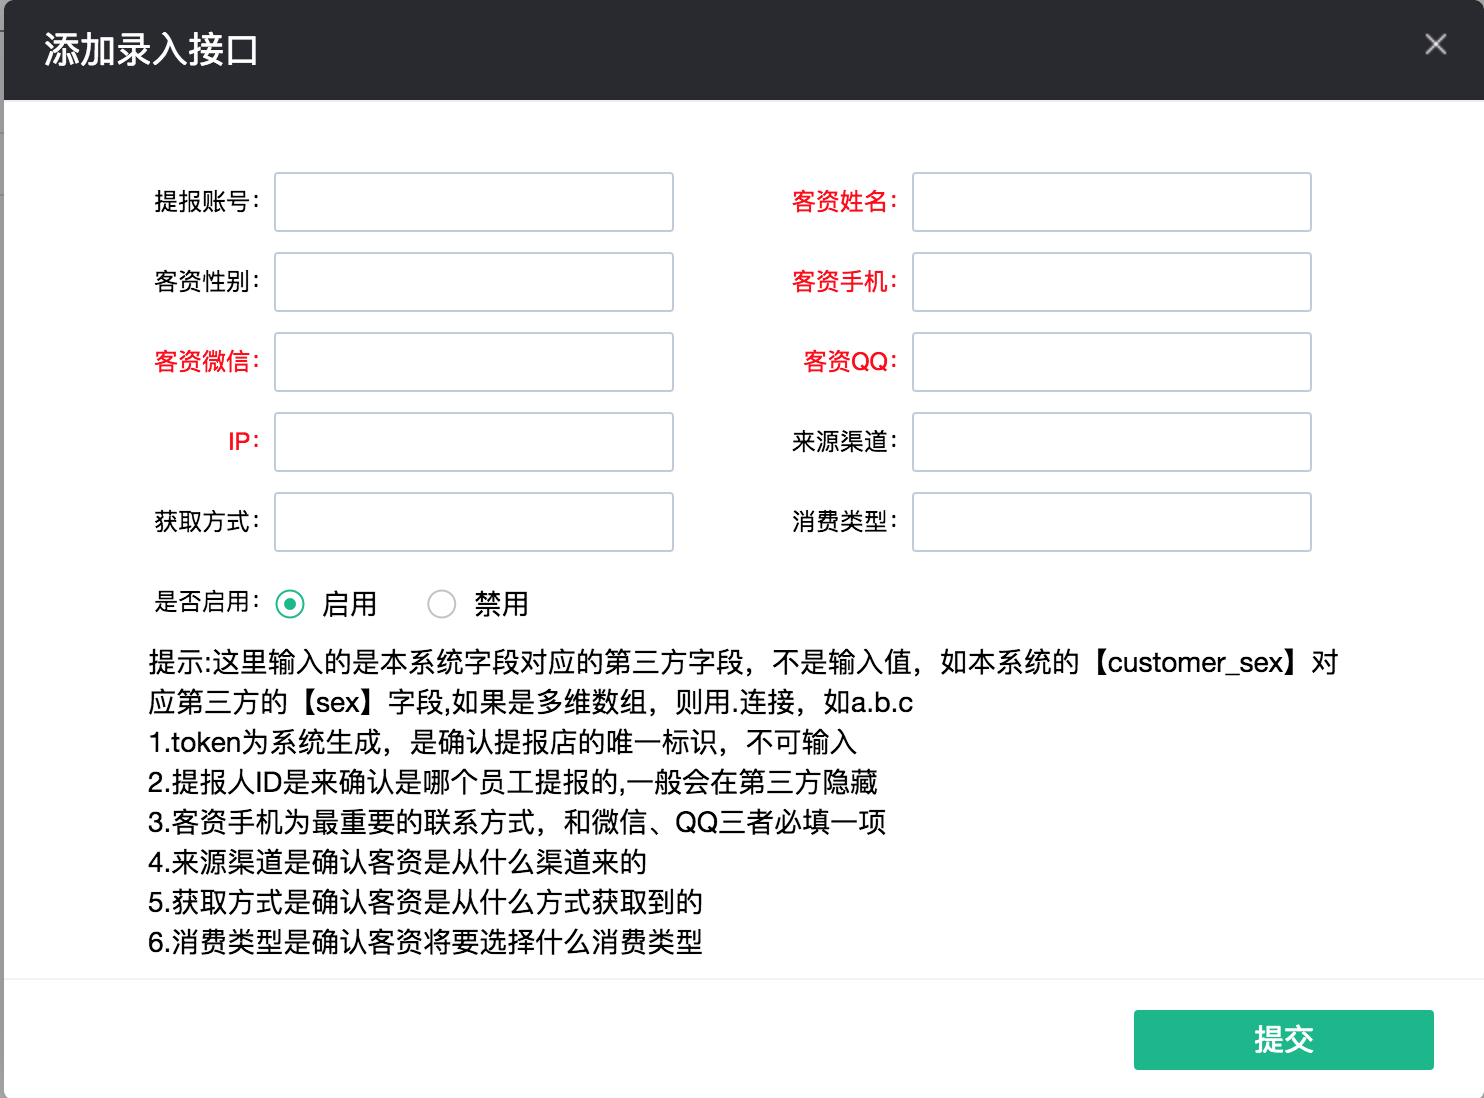 添加录入接口
提报账号：
客资姓名：
客资性别：
客资手机：
客资微信：
客资QQ：
IP：
来源渠道：
获取方式：
消费类型：
是否启用： 启用 禁用
提示:这里输入的是本系统字段对应的第三方字段，不是输入值，如本系统的【customer_sex】对
应第三方的【sex】字段,如果是多维数组，则用.连接，如a.b.c
1.token为系统生成，是确认提报店的唯一标识，不可输入
2.提报人ID是来确认是哪个员工提报的,一般会在第三方隐藏
3.客资手机为最重要的联系方式，和微信、QQ三者必填一项
4.来源渠道是确认客资是从什么渠道来的
5.获取方式是确认客资是从什么方式获取到的
6.消费类型是确认客资将要选择什么消费类型
提交